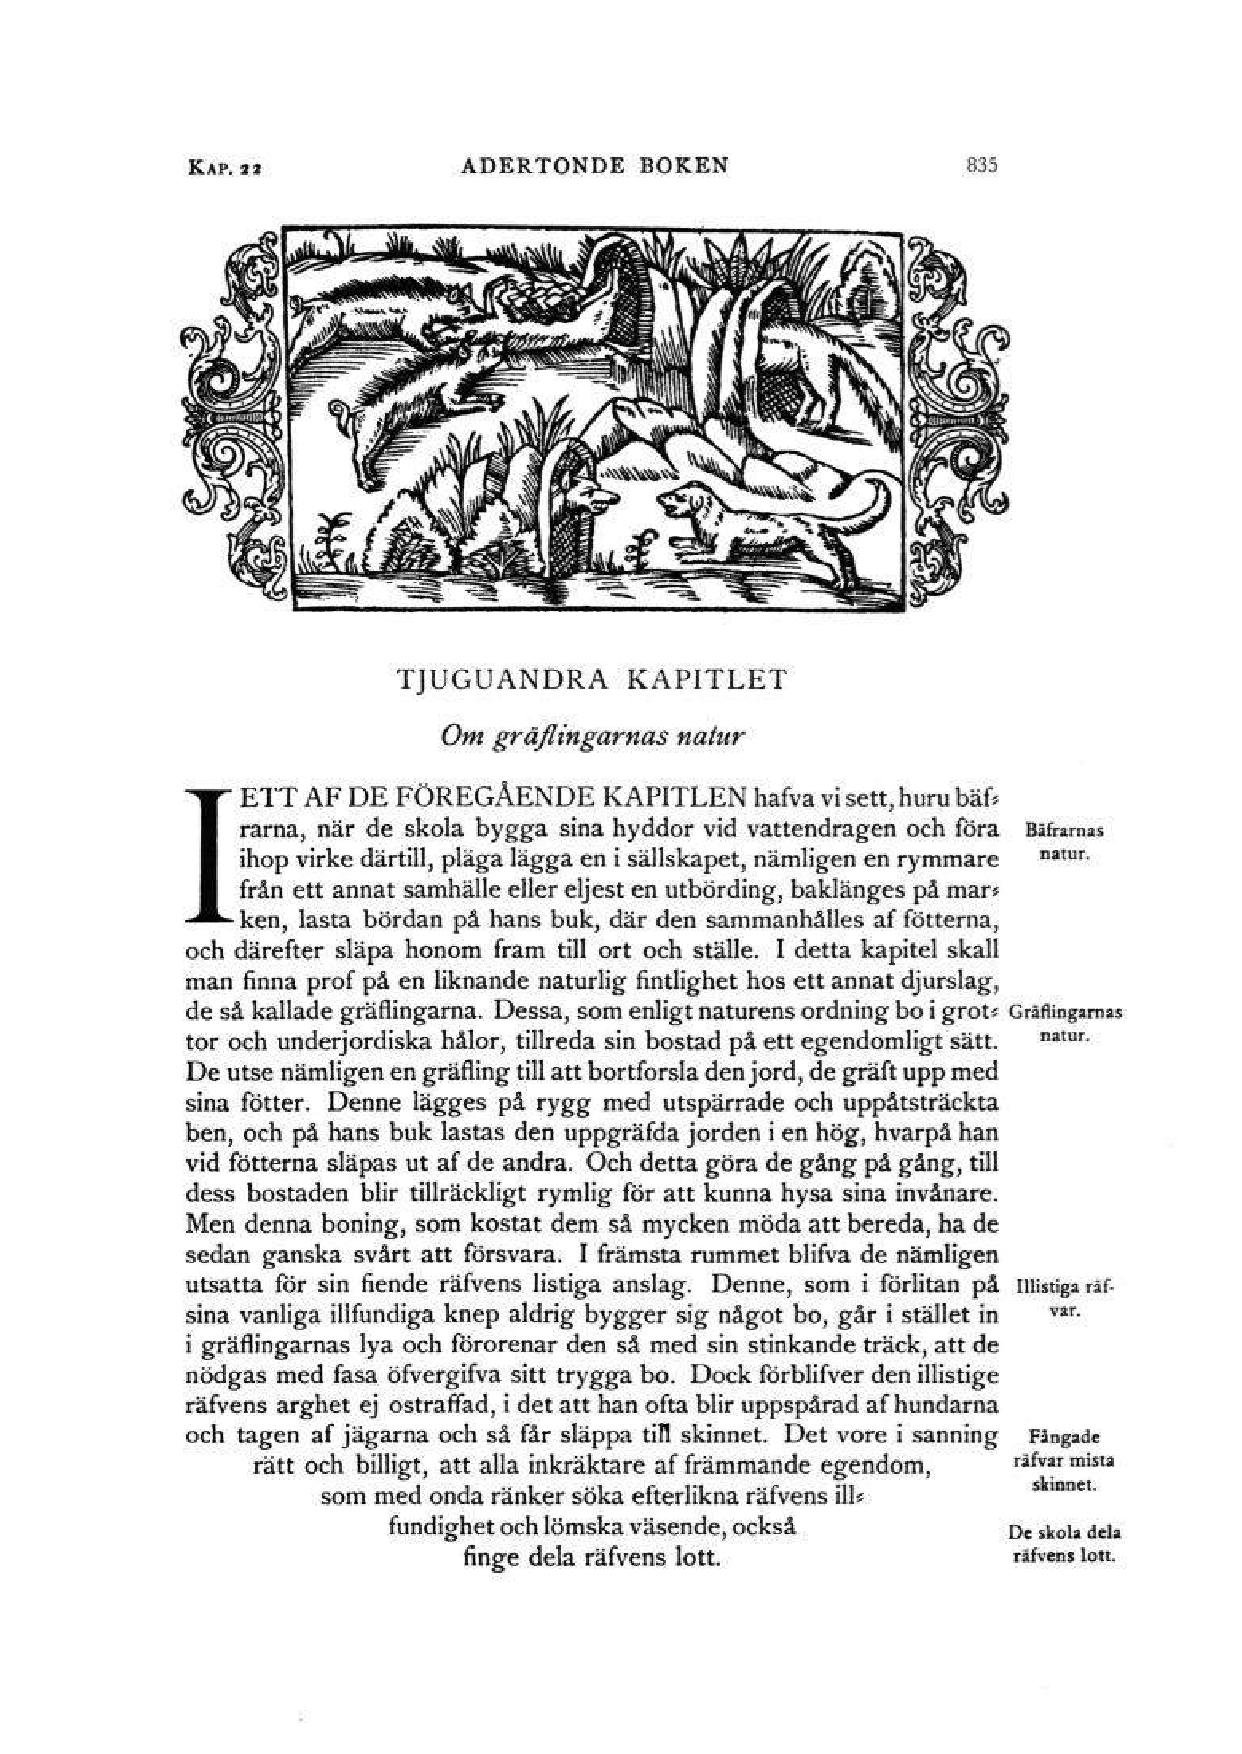 KAP. 22 ADERTONDE BOKEN 835
TJUGUANDRA KAPITLET
Om gräflingarnas natur
I ETT AF DE FÖREGÅENDE KAPITLEN hafva vi sett, huru bäf-
rarna, när de skola bygga sina hyddor vid vattendragen och föra
ihop virke därtill, pläga lägga en i sällskapet, nämligen en rymmare
från ett annat samhälle eller eljest en utbörding, baklänges på mar-
ken, lasta bördan på hans buk, där den sammanhålles af fötterna,
och därefter släpa honom fram till ort och ställe. I detta kapitel skall
man finna prof på en liknande naturlig fintlighet hos ett annat djurslag,
de så kallade gräflingarna. Dessa, som enligt naturens ordning bo i grot-
tor och underjordiska hålor, tillreda sin bostad på ett egendomligt sätt.
De utse nämligen en gräfling till att bortforsla den jord, de gräft upp med
sina fötter. Denne lägges på rygg med utspärrade och uppåtsträckta
ben, och på hans buk lastas den uppgräfda jorden i en hög, hvarpå han
vid fötterna släpas ut af de andra. Och detta göra de gång på gång, till
dess bostaden blir tillräckligt rymlig för att kunna hysa sina invånare.
Men denna boning, som kostat dem så mycken möda att bereda, ha de
sedan ganska svårt att försvara. I främsta rummet blifva de nämligen
utsatta för sin fiende räfvens listiga anslag. Denne, som i förlitan på
sina vanliga illfundiga knep aldrig bygger sig något bo, går i stället in
i gräflingarnas lya och förorenar den så med sin stinkande träck, att de
nödgas med fasa öfvergifva sitt trygga bo. Dock förblifver den illistige
räfvens arghet ej ostraffad, i det att han ofta blir uppspårad af hundarna
och tagen af jägarna och så får släppa till skinnet. Det vore i sanning
rätt och billigt, att alla inkräktare af främmande egendom,
som med onda ränker söka efterlikna räfvens ill-
fundighet och lömska väsende, också
finge dela räfvens lott.
Bäfrarnas
natur.
Gräflingarnas
natur.
Illistiga räf-
var.
Fångade
räfvar mista
skinnet.
De skola dela
räfvens lott.